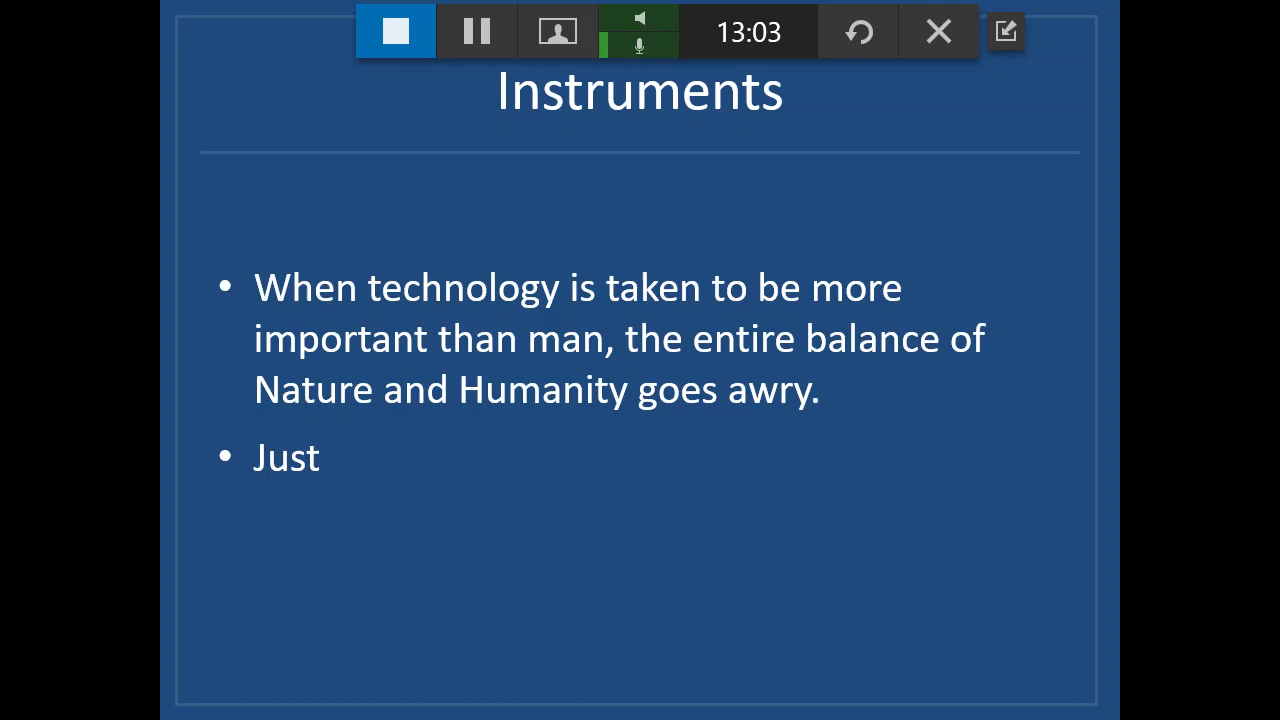 13:03
Instruments
• When technology is taken to be more
important than man, the entire balance of
Nature and Humanity goes awry.
• Just